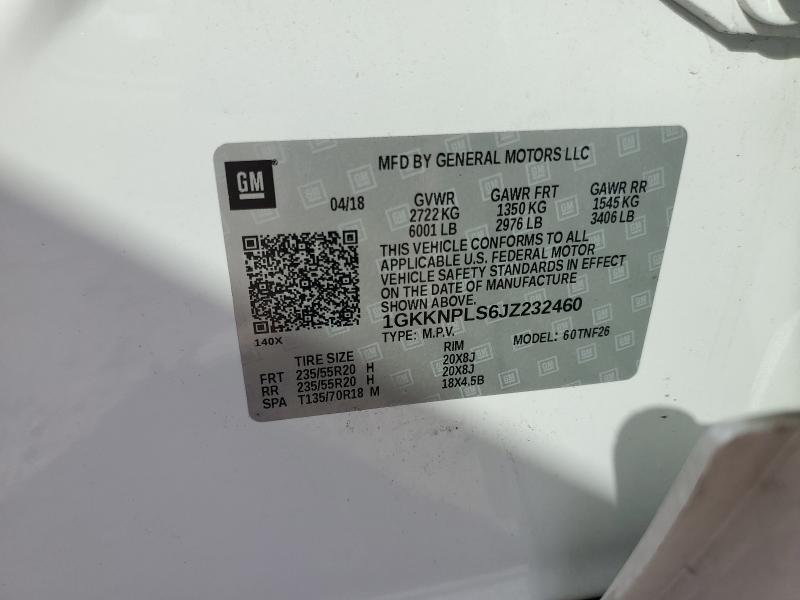 MFD BY GENERAL MOTORS LLC
GM
04/18 GVWR GAWR FRT GAWR RR
2722 KG 1350 KG 1545 KG
6001 LB 2976 LB 3406 LB
THIS VEHICLE CONFORMS TO ALL
APPLICABLE U.S. FEDERAL MOTOR
VEHICLE SAFETY STANDARDS IN EFFECT
ON THE DATE OF MANUFACTURE
SHOWN ABOVE.
1GKKNPLS6JZ232460
140X
TYPE: M.P.V. MODEL: 60TNF26
TIRE SIZE RIM
FRT 235/55R20 H 20X8J
RR 235/55R20 H 20X8J
SPA T135/70R18 M 18X4.5B